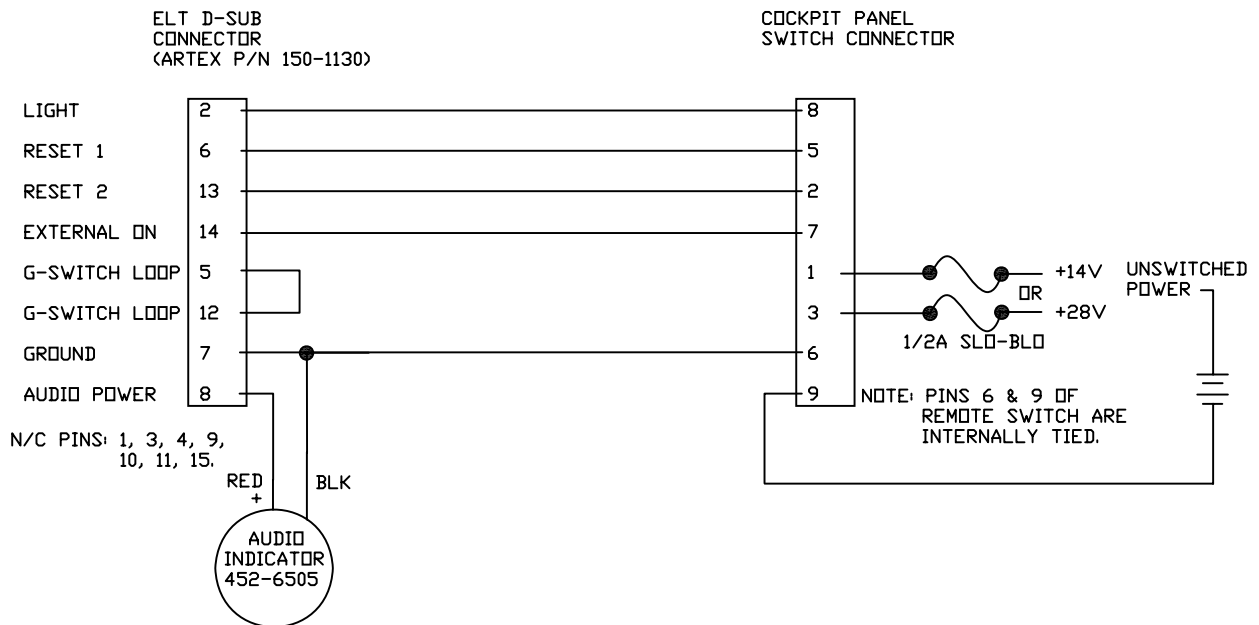 ELT D-SUB
CONNECTOR
(ARTEX P/N 150-1130)
COCKPIT PANEL
SWITCH CONNECTOR
LIGHT 2 8
RESET 1 6 5
RESET 2 13 2
EXTERNAL ON 14 7
G-SWITCH LOOP 5 1 +14V UNSWITCHED
OR POWER
G-SWITCH LOOP 12 3 +28V
1/2A SLO-BLO
GROUND 7 6
AUDIO POWER 8 9
NOTE: PINS 6 & 9 OF
REMOTE SWITCH ARE
INTERNALLY TIED.
N/C PINS: 1, 3, 4, 9,
10, 11, 15.
RED BLK
+
AUDIO
INDICATOR
452-6505